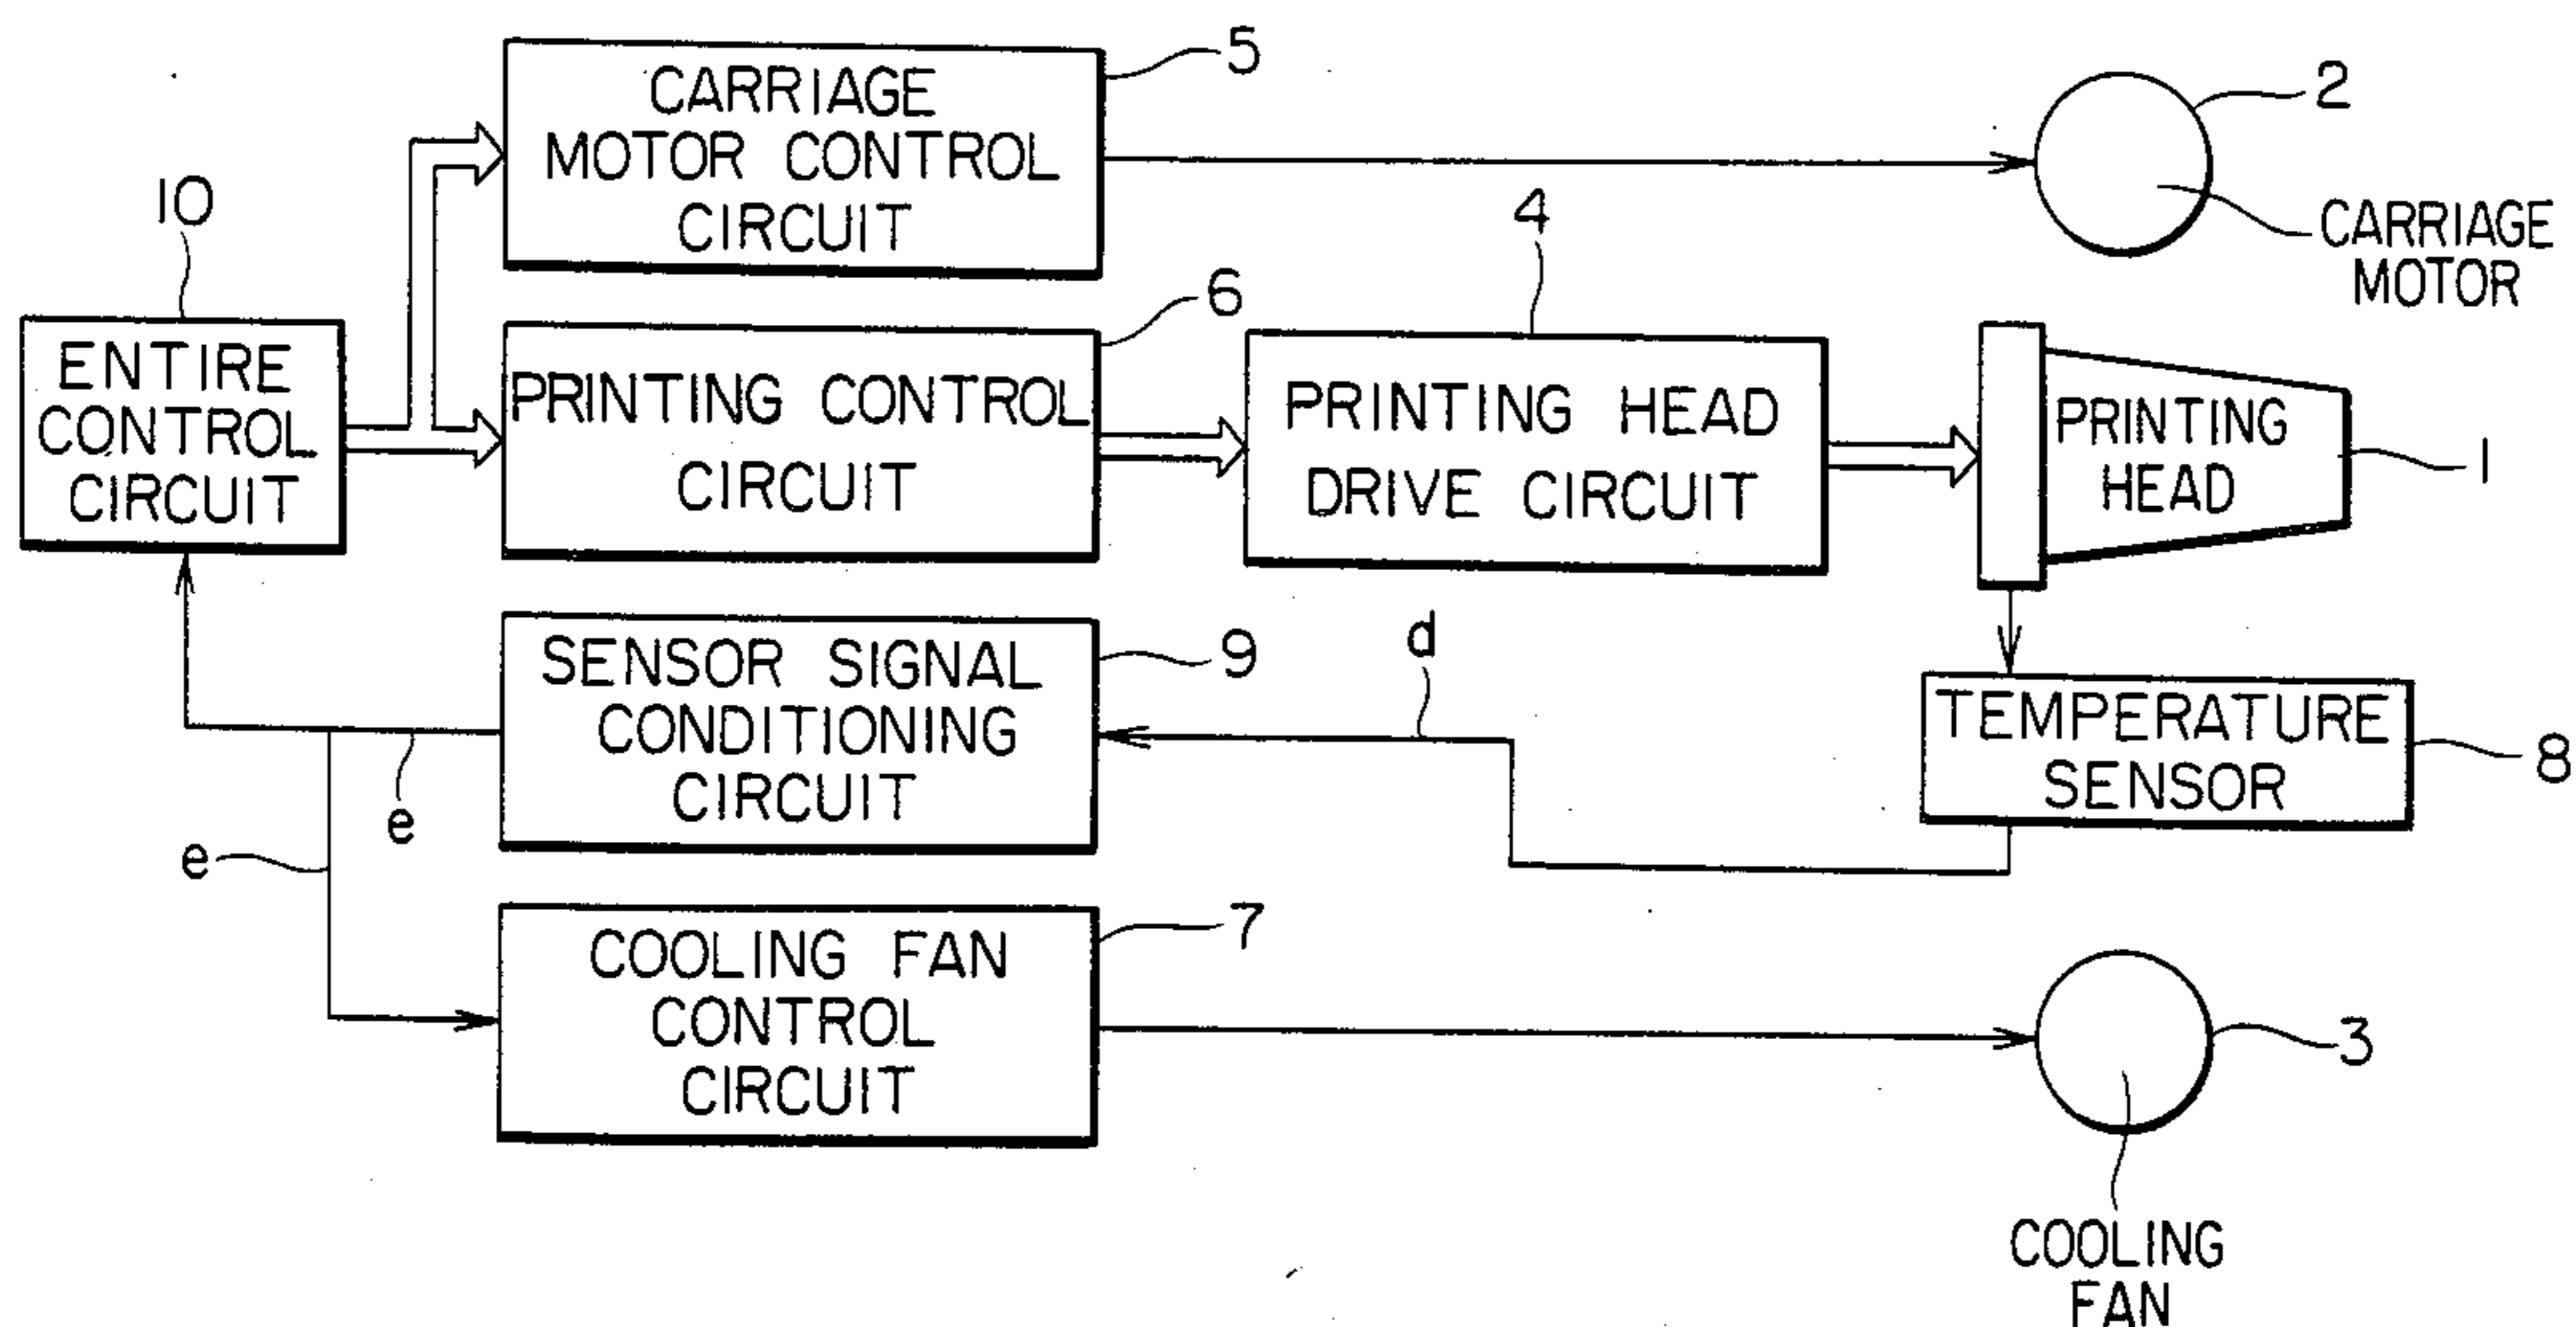 5
CARRIAGE
MOTOR CONTROL
CIRCUIT
2
CARRIAGE
MOTOR
10
ENTIRE
CONTROL
CIRCUIT
6
PRINTING CONTROL
CIRCUIT
4
PRINTING HEAD
DRIVE CIRCUIT
PRINTING
HEAD
1
9
SENSOR SIGNAL
CONDITIONING
CIRCUIT
d
TEMPERATURE
SENSOR
8
e
e
7
COOLING FAN
CONTROL
CIRCUIT
3
COOLING
FAN